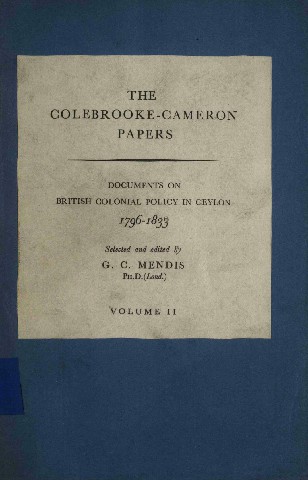 THE
COLEBROOKE-CAMERON
PAPERS
DOCUMENTS ON
BRITISH COLONIAL POLICY IN CEYLON
1796-1833
Selected and edited by
G. C. MENDIS
PH.D.(Lond.)
VOLUME II